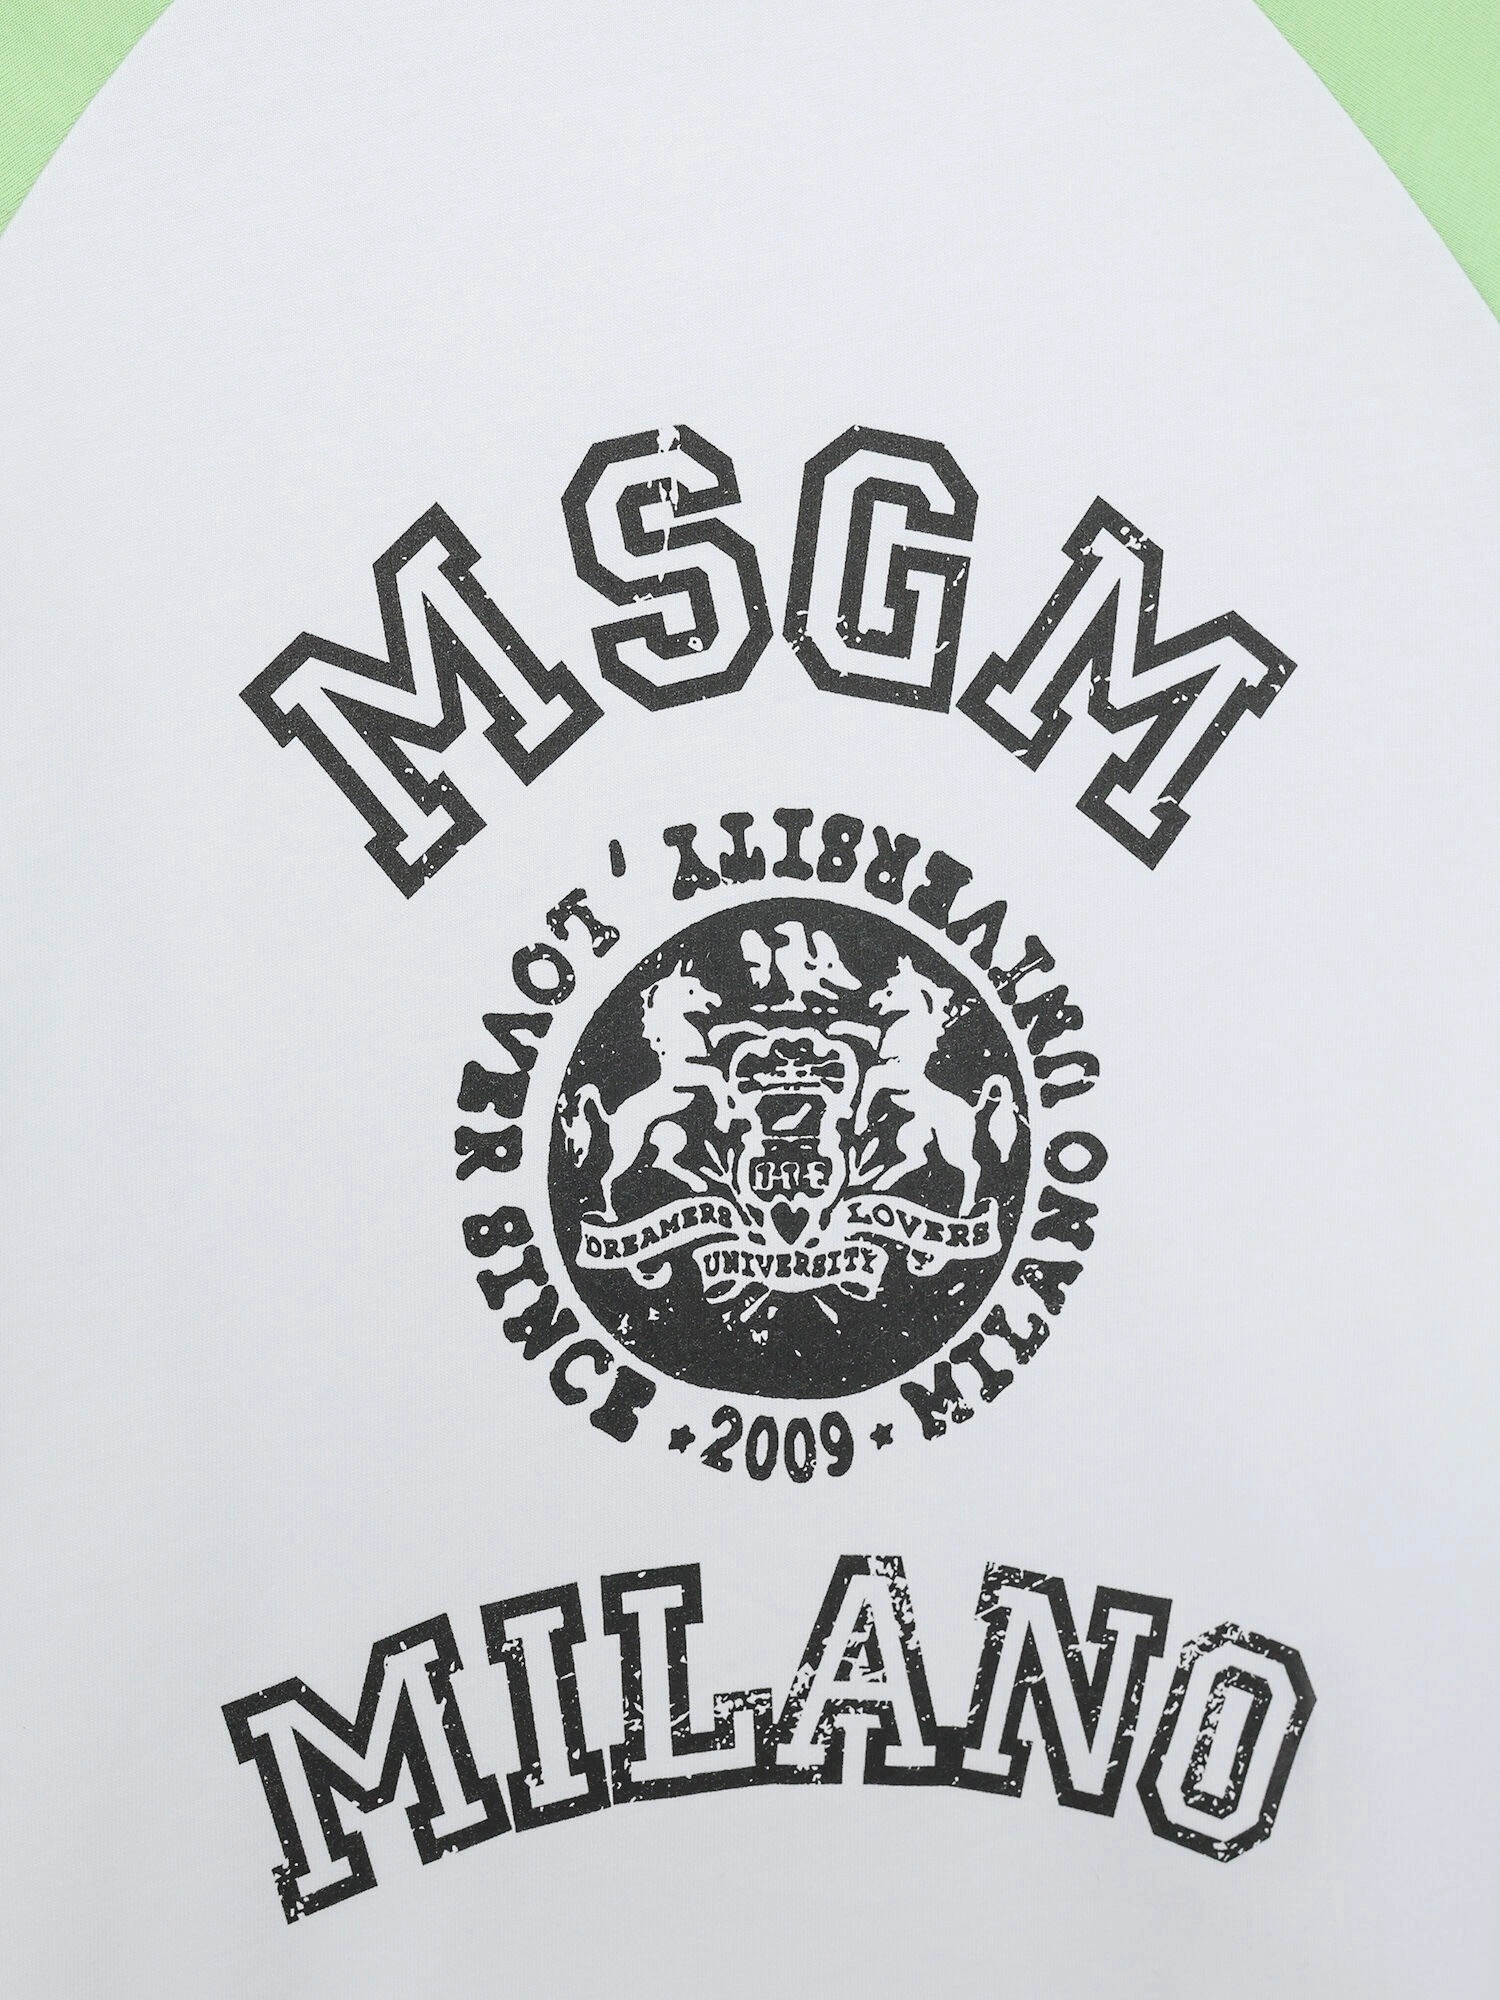 MSGM
MILANO UNIVERSITY , LOVER SINCE ★ 2009 ★
DREAMERS ♥ LOVERS
UNIVERSITY
MILANO